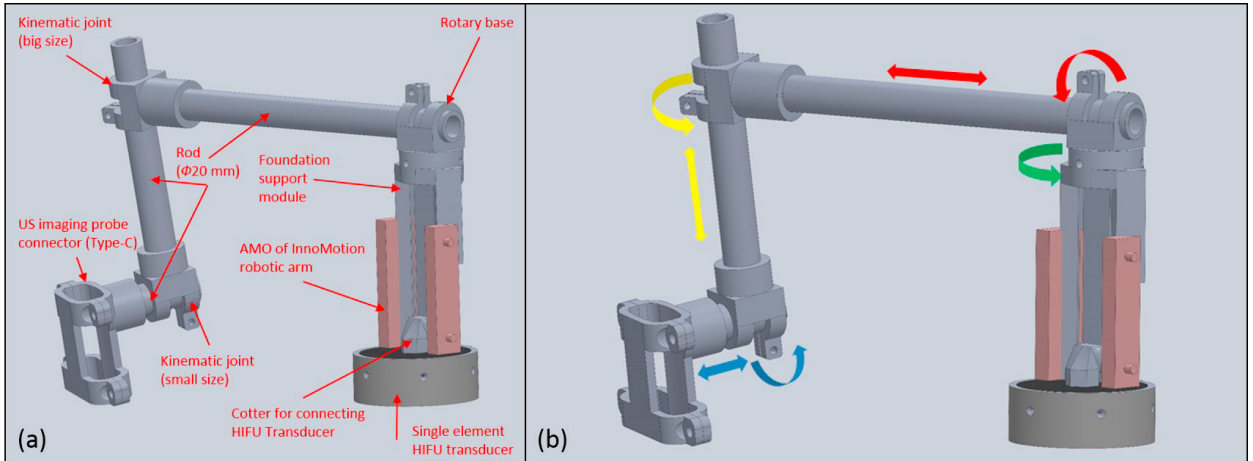 Kinematic joint
(big size)
Rotary base
Rod
(Φ20 mm)
Foundation
support
module
US imaging probe
connector (Type-C)
AMO of InnoMotion
robotic arm
Kinematic joint
(small size)
Cotter for connecting
HIFU Transducer
Single element
HIFU transducer
(a)
(b)